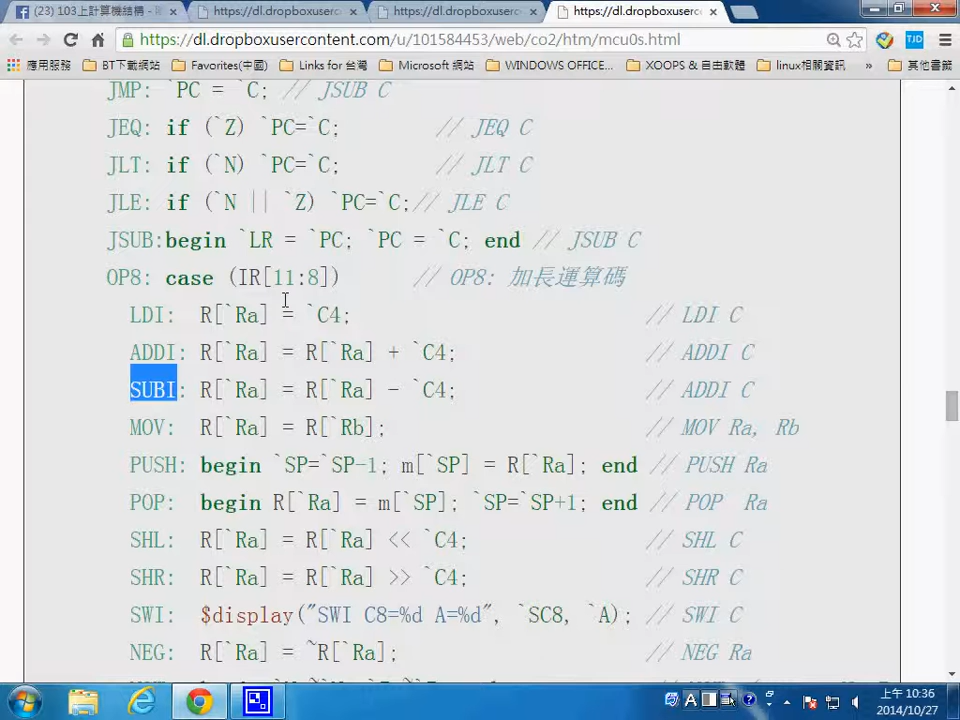 (23) 103上計算機結構 -
https://dl.dropboxuser
https://dl.dropboxuser
https://dl.dropboxuser
https://dl.dropboxusercontent.com/u/101584453/web/co2/htm/mcu0s.html
應用服務 BT下載網站 Favorites(中國) Links for 台灣 Microsoft 網站 WINDOWS OFFICE... XOOPS & 自由軟體 linux相關資訊 » 其他書籤
JMP: `PC = `C; // JSUB C
JEQ: if (`Z) `PC=`C; // JEQ C
JLT: if (`N) `PC=`C; // JLT C
JLE: if (`N || `Z) `PC=`C;// JLE C
JSUB:begin `LR = `PC; `PC = `C; end // JSUB C
OP8: case (IR[11:8]) // OP8: 加長運算碼
LDI: R[`Ra] = `C4; // LDI C
ADDI: R[`Ra] = R[`Ra] + `C4; // ADDI C
SUBI: R[`Ra] = R[`Ra] - `C4; // ADDI C
MOV: R[`Ra] = R[`Rb]; // MOV Ra, Rb
PUSH: begin `SP=`SP-1; m[`SP] = R[`Ra]; end // PUSH Ra
POP: begin R[`Ra] = m[`SP]; `SP=`SP+1; end // POP Ra
SHL: R[`Ra] = R[`Ra] << `C4; // SHL C
SHR: R[`Ra] = R[`Ra] >> `C4; // SHR C
SWI: $display("SWI C8=%d A=%d", `SC8, `A); // SWI C
NEG: R[`Ra] = ~R[`Ra]; // NEG Ra
上午 10:36
2014/10/27